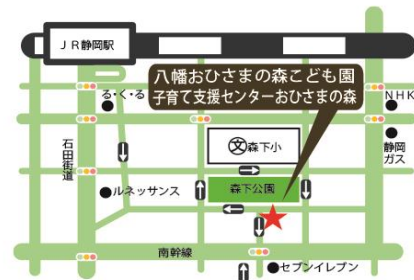 ＪＲ静岡駅
八幡おひさまの森こども園
子育て支援センターおひさまの森
る・く・る
ＮＨＫ
静岡
ガス
文 森下小
石田街道
ルネッサンス
森下公園
南幹線
セブンイレブン